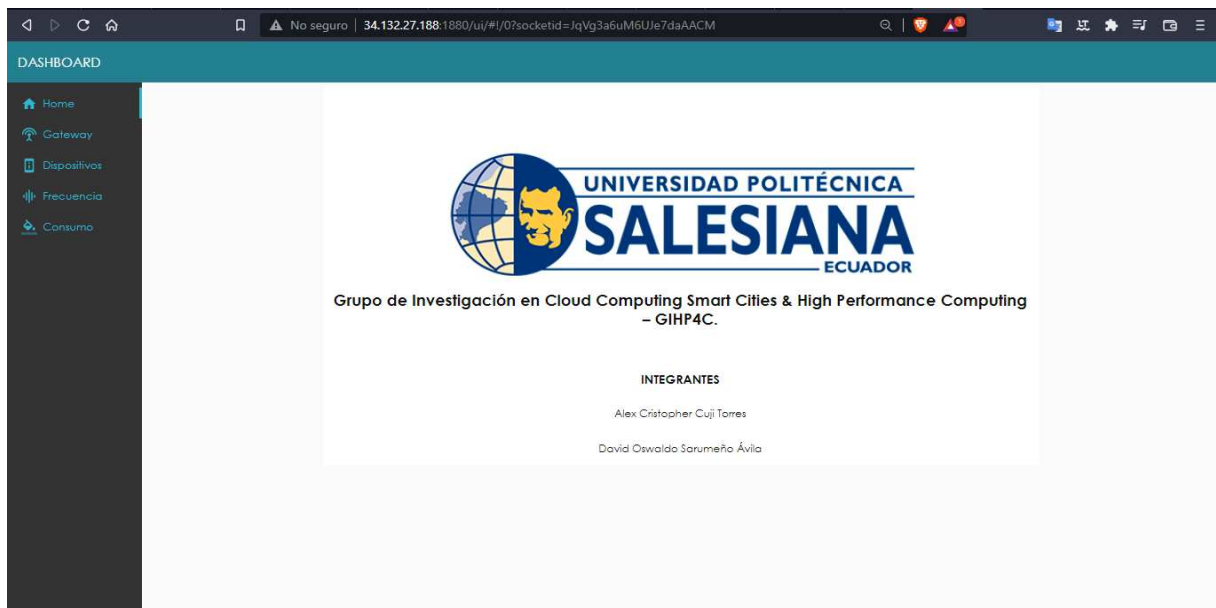 No seguro | 34.132.27.188:1880/ui/#!/0?socketid=JqVg3a6uM6UJe7daAACM
DASHBOARD
Home
Gateway
Dispositivos
Frecuencia
Consumo
UNIVERSIDAD POLITÉCNICA
SALESIANA
ECUADOR
Grupo de Investigación en Cloud Computing Smart Cities & High Performance Computing
– GIHP4C.
INTEGRANTES
Alex Cristopher Cuji Torres
David Oswaldo Sarumeño Ávila